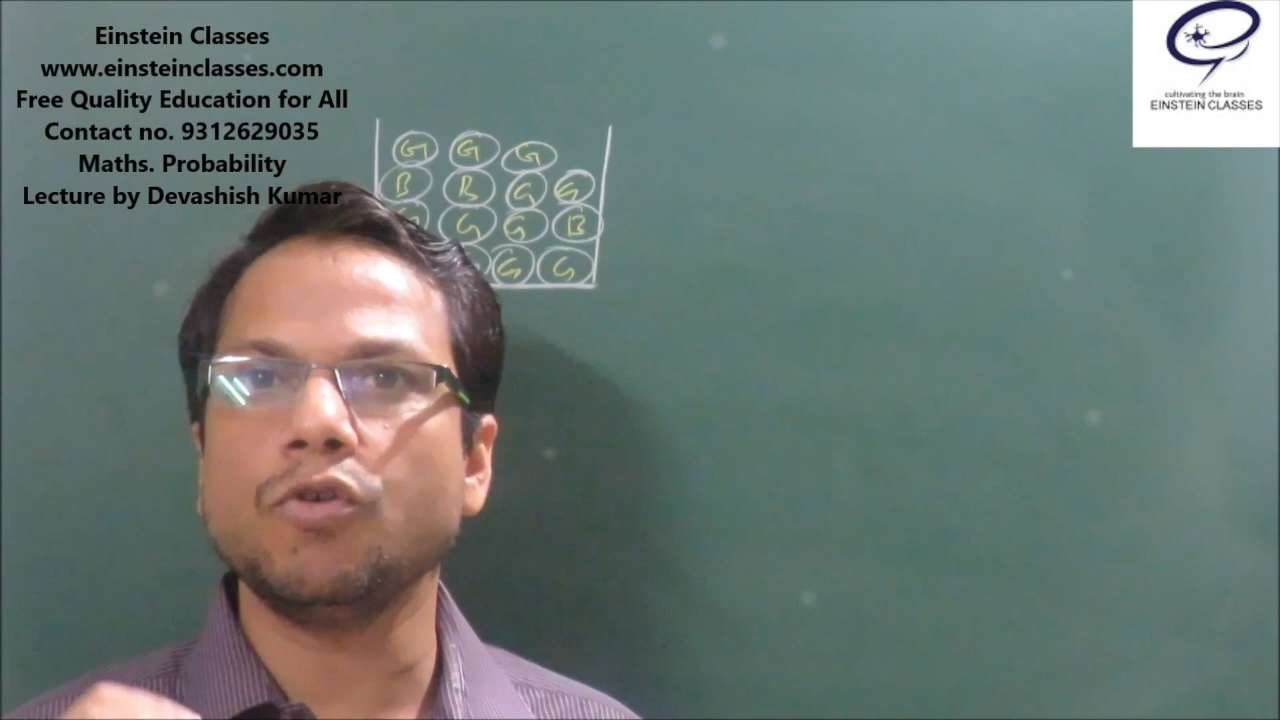 Einstein Classes
www.einsteinclasses.com
Free Quality Education for All
Contact no. 9312629035
Maths. Probability
Lecture by Devashish Kumar
cultivating the brain
EINSTEIN CLASSES
G G G
B B G G
G G B
G G